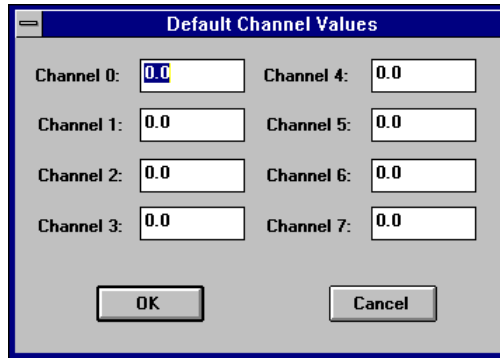 Default Channel Values
Channel 0: 0.0 Channel 4: 0.0
Channel 1: 0.0 Channel 5: 0.0
Channel 2: 0.0 Channel 6: 0.0
Channel 3: 0.0 Channel 7: 0.0
OK Cancel